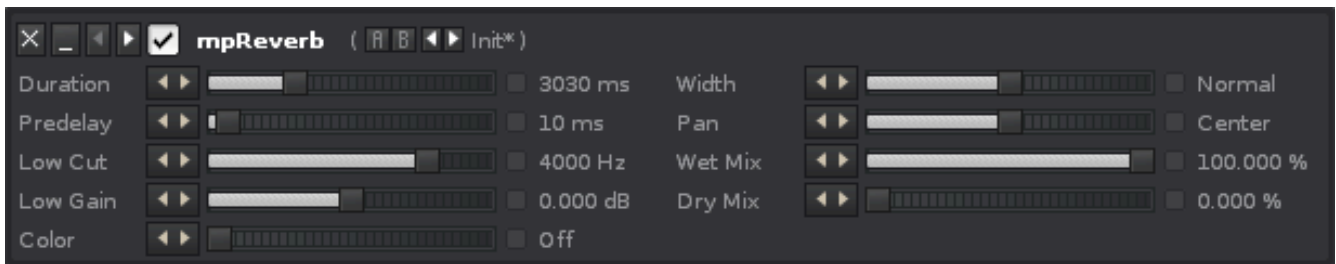 mpReverb ( A B Init* )
Duration 3030 ms Width Normal
Predelay 10 ms Pan Center
Low Cut 4000 Hz Wet Mix 100.000 %
Low Gain 0.000 dB Dry Mix 0.000 %
Color Off